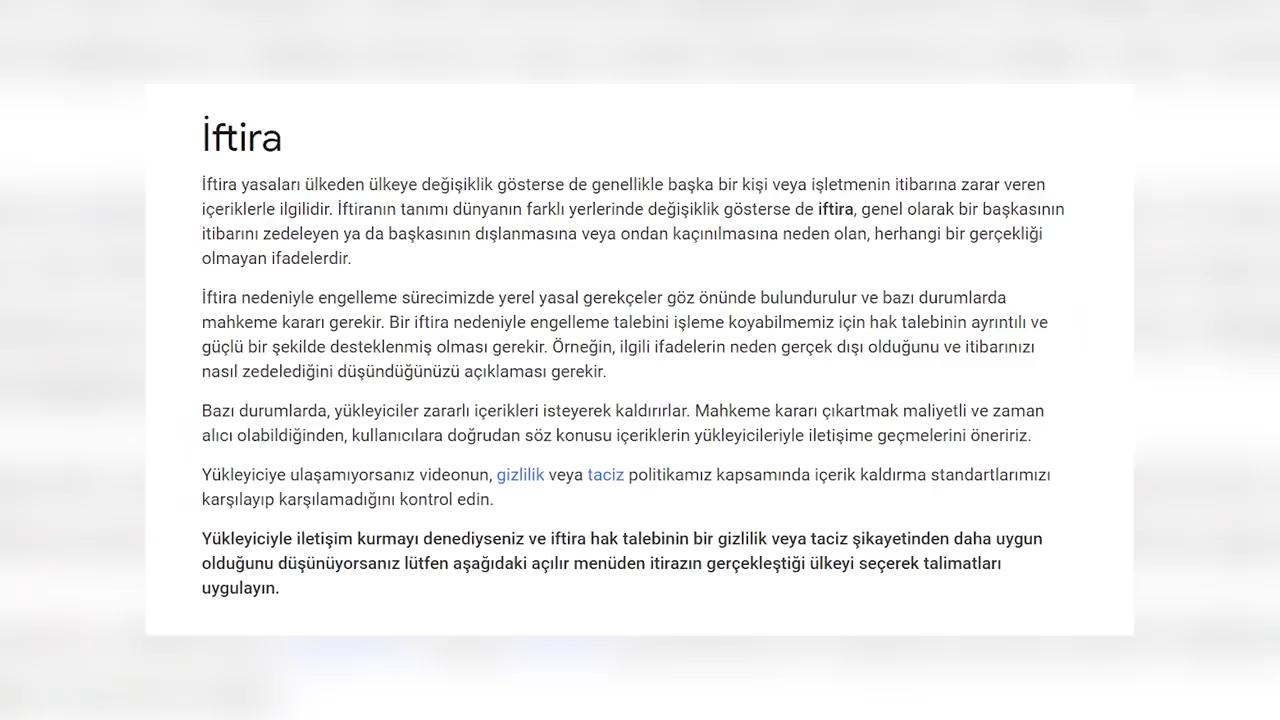 İftira
İftira yasaları ülkeden ülkeye değişiklik gösterse de genellikle başka bir kişi veya işletmenin itibarına zarar veren
içeriklerle ilgilidir. İftiranın tanımı dünyanın farklı yerlerinde değişiklik gösterse de iftira, genel olarak bir başkasının
itibarını zedeleyen ya da başkasının dışlanmasına veya ondan kaçınılmasına neden olan, herhangi bir gerçekliği
olmayan ifadelerdir.
İftira nedeniyle engelleme sürecimizde yerel yasal gerekçeler göz önünde bulundurulur ve bazı durumlarda
mahkeme kararı gerekir. Bir iftira nedeniyle engelleme talebini işleme koyabilmemiz için hak talebinin ayrıntılı ve
güçlü bir şekilde desteklenmiş olması gerekir. Örneğin, ilgili ifadelerin neden gerçek dışı olduğunu ve itibarınızı
nasıl zedelediğini düşündüğünüzü açıklaması gerekir.
Bazı durumlarda, yükleyiciler zararlı içerikleri isteyerek kaldırırlar. Mahkeme kararı çıkartmak maliyetli ve zaman
alıcı olabildiğinden, kullanıcılara doğrudan söz konusu içeriklerin yükleyicileriyle iletişime geçmelerini öneririz.
Yükleyiciye ulaşamıyorsanız videonun, gizlilik veya taciz politikamız kapsamında içerik kaldırma standartlarımızı
karşılayıp karşılamadığını kontrol edin.
Yükleyiciyle iletişim kurmayı denediyseniz ve iftira hak talebinin bir gizlilik veya taciz şikayetinden daha uygun
olduğunu düşünüyorsanız lütfen aşağıdaki açılır menüden itirazın gerçekleştiği ülkeyi seçerek talimatları
uygulayın.